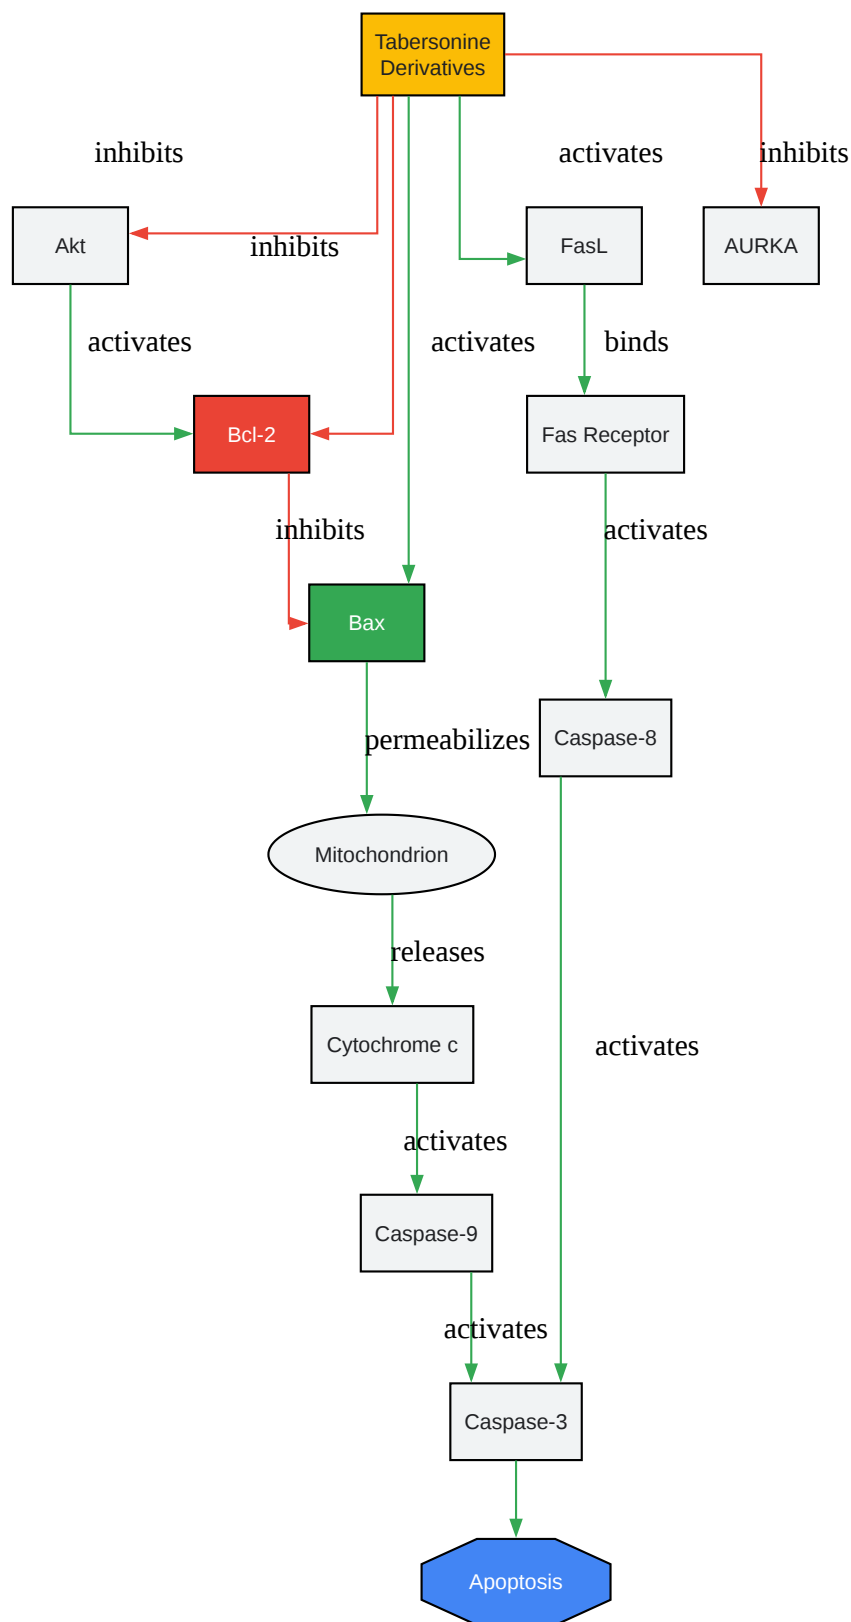 Tabersonine
Derivatives
inhibits
activates
inhibits
Akt
inhibits
FasL
AURKA
activates
activates
binds
Bcl-2
Fas Receptor
inhibits
activates
Bax
permeabilizes
Caspase-8
Mitochondrion
releases
Cytochrome c
activates
activates
Caspase-9
activates
Caspase-3
Apoptosis